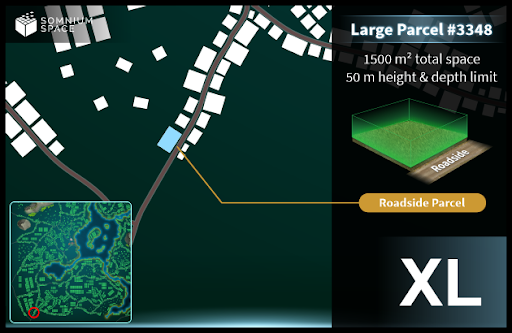 SOMNIUM
SPACE
Large Parcel #3348
1500 m² total space
50 m height & depth limit
Roadside
Roadside Parcel
XL